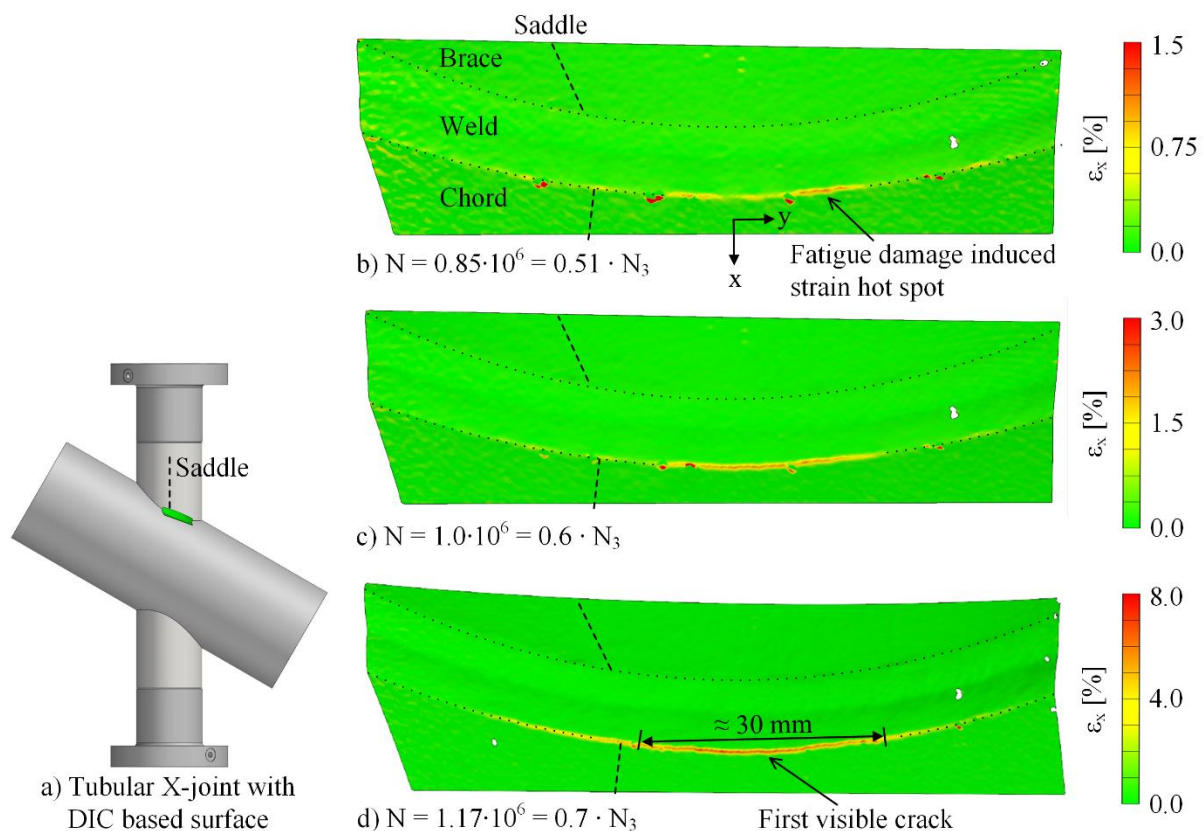 Saddle
Brace
Weld
Chord
y
x
Fatigue damage induced
strain hot spot
b) N = 0.85·10⁶ = 0.51 · N₃
1.5
0.75
0.0
εₓ [%]
c) N = 1.0·10⁶ = 0.6 · N₃
3.0
1.5
0.0
εₓ [%]
Saddle
a) Tubular X-joint with
DIC based surface
≈ 30 mm
d) N = 1.17·10⁶ = 0.7 · N₃
First visible crack
8.0
4.0
0.0
εₓ [%]